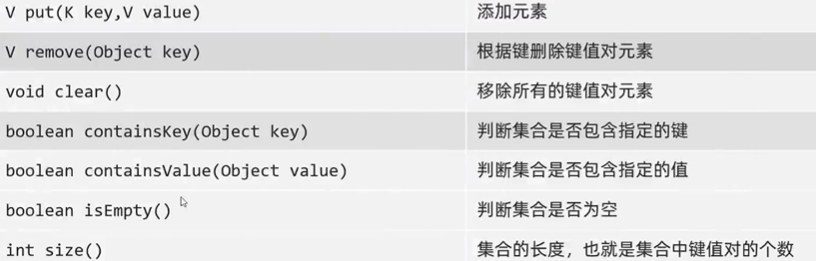 V put(K key,V value) 添加元素
V remove(Object key) 根据键删除键值对元素
void clear() 移除所有的键值对元素
boolean containsKey(Object key) 判断集合是否包含指定的键
boolean containsValue(Object value) 判断集合是否包含指定的值
boolean isEmpty() 判断集合是否为空
int size() 集合的长度，也就是集合中键值对的个数